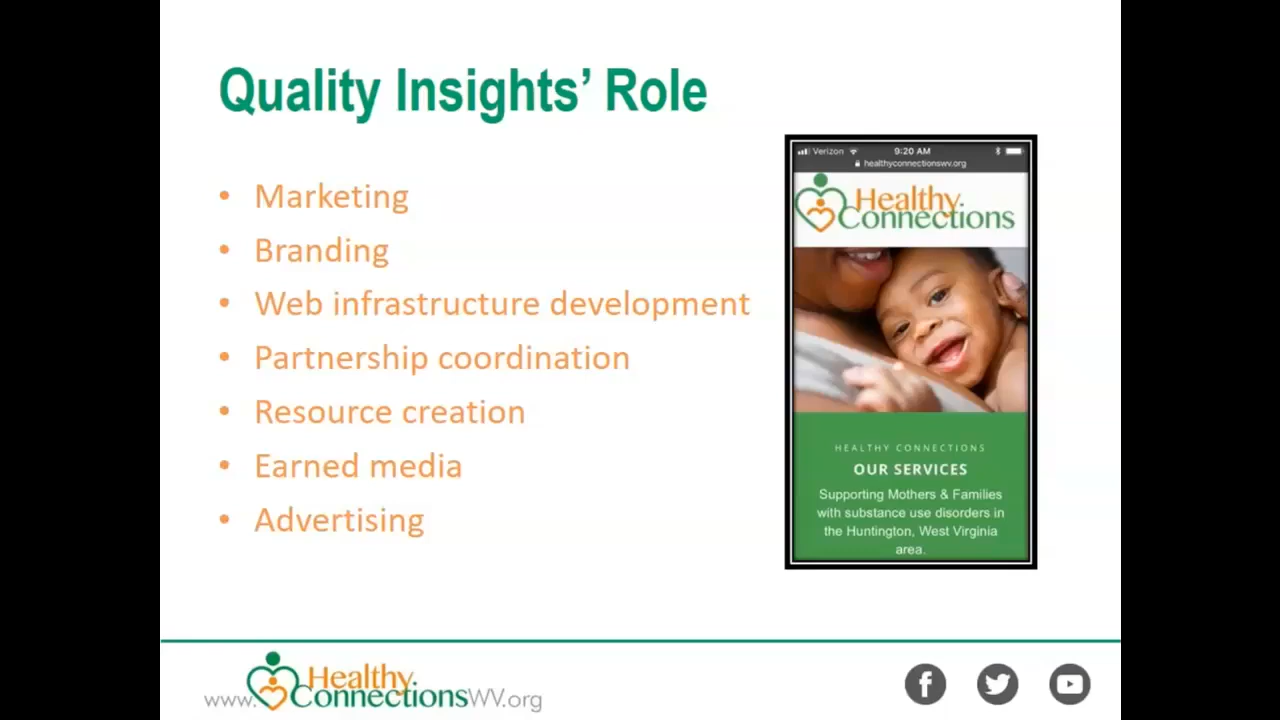 Quality Insights’ Role
• Marketing
• Branding
• Web infrastructure development
• Partnership coordination
• Resource creation
• Earned media
• Advertising
Verizon 9:20 AM
healthyconnectionswv.org
Healthy
Connections
HEALTHY CONNECTIONS
OUR SERVICES
Supporting Mothers & Families
with substance use disorders in
the Huntington, West Virginia
area.
www.HealthyConnectionsWV.org